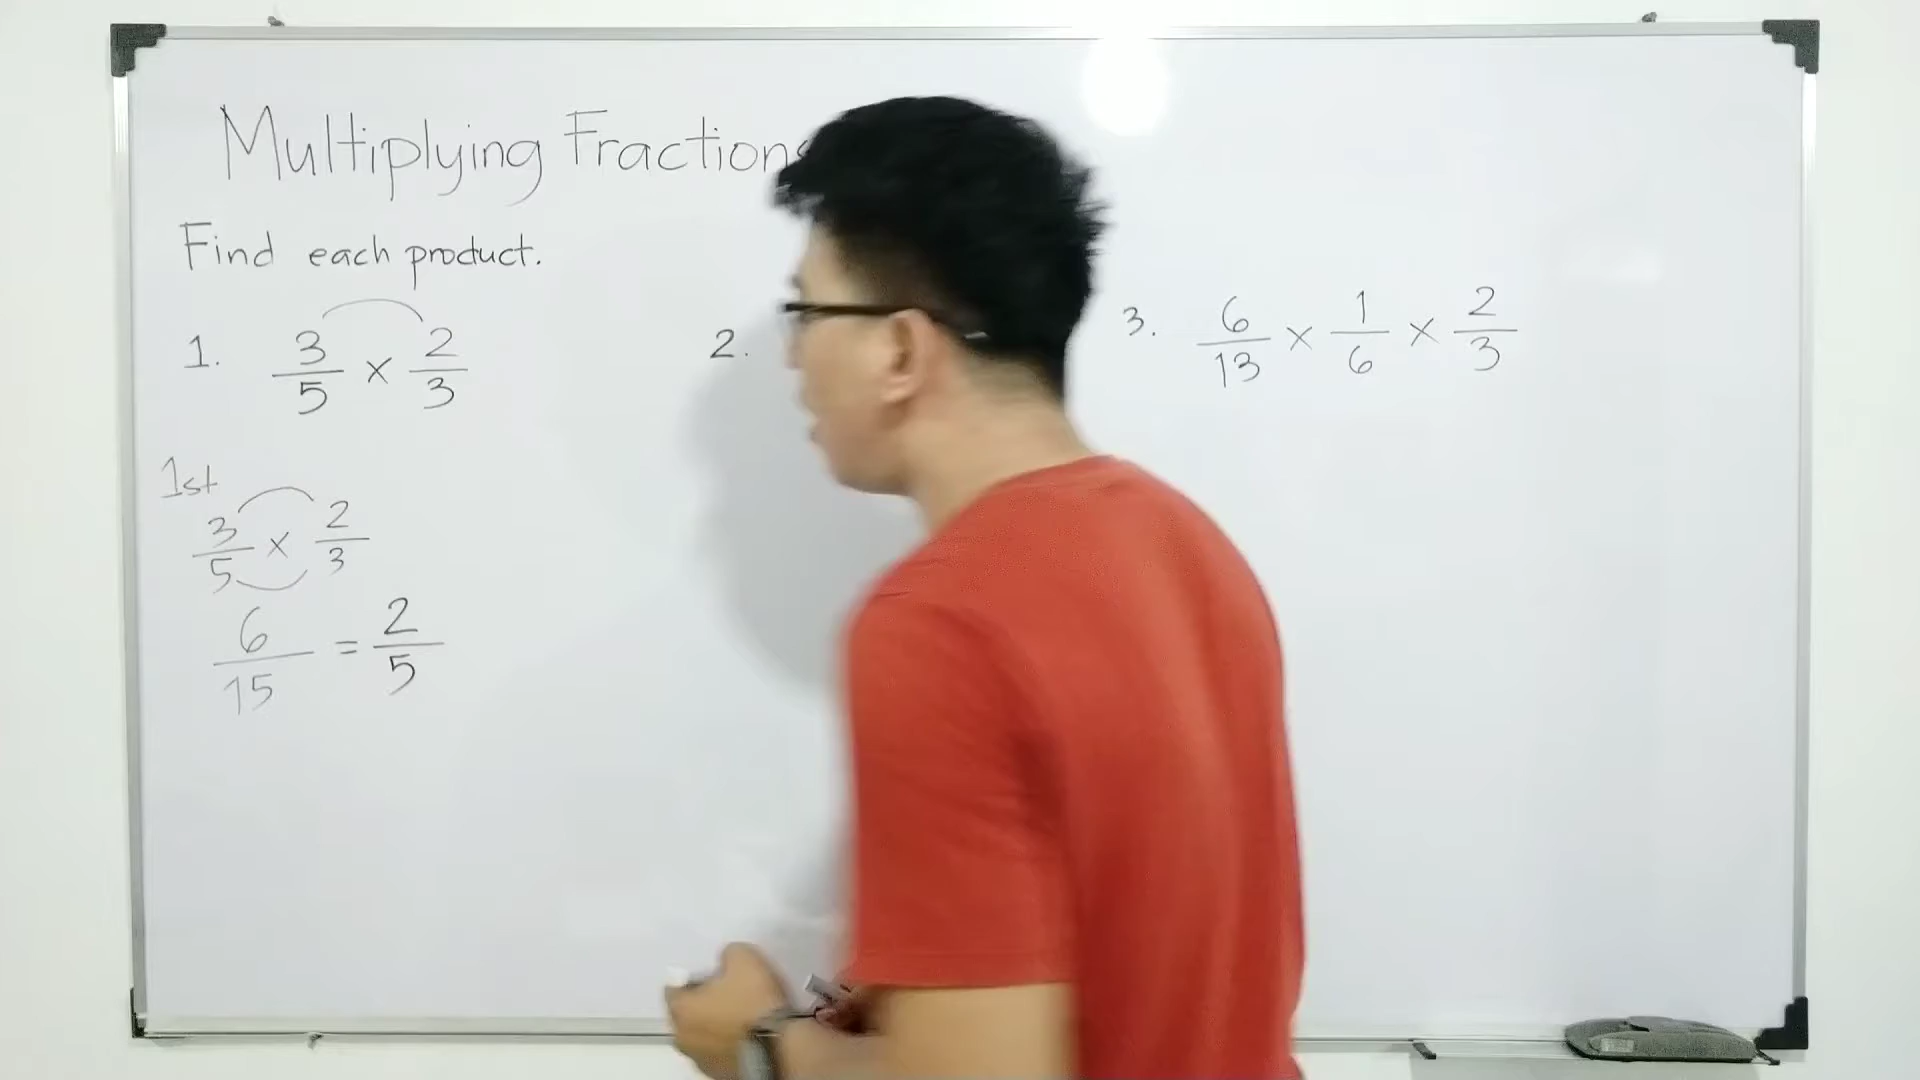 Multiplying Fractions
Find each product.
1. 3/5 × 2/3
2.
3. 6/13 × 1/6 × 2/3
1st
3/5 × 2/3
6/15 = 2/5